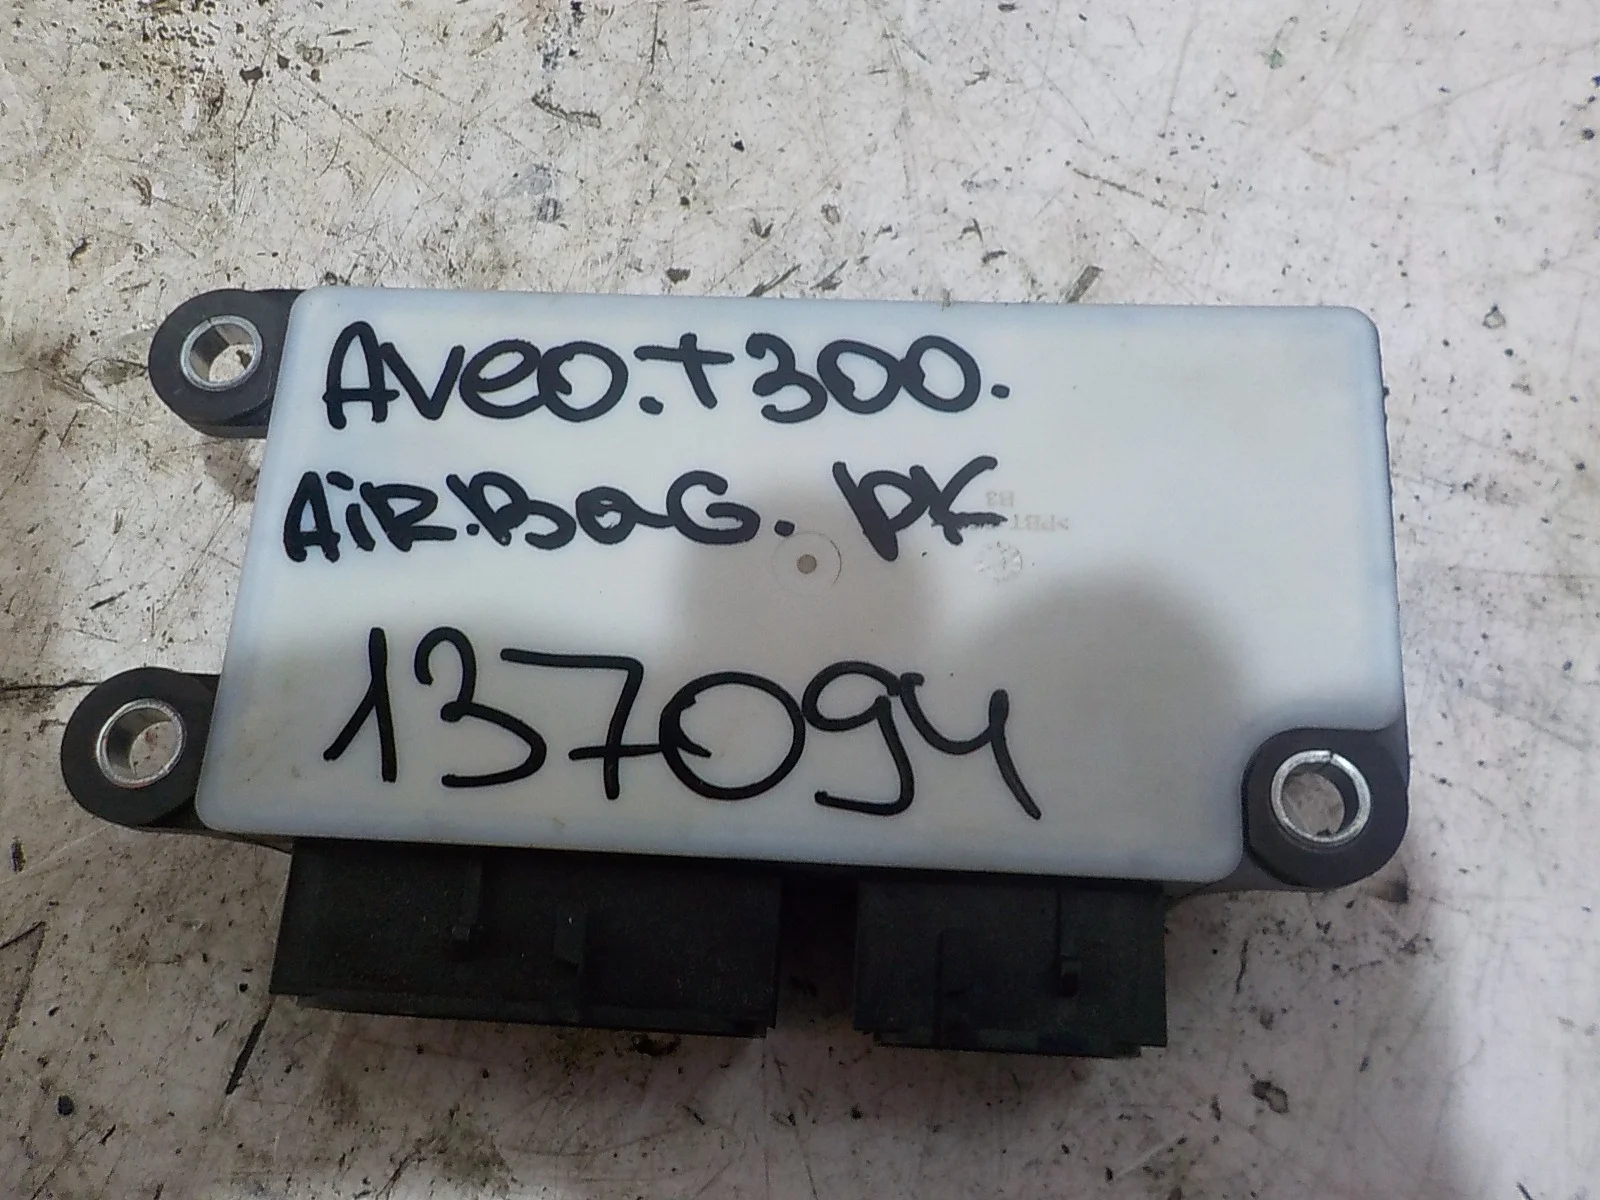 Aveo.T300.
AiR.BaG. PK
137094